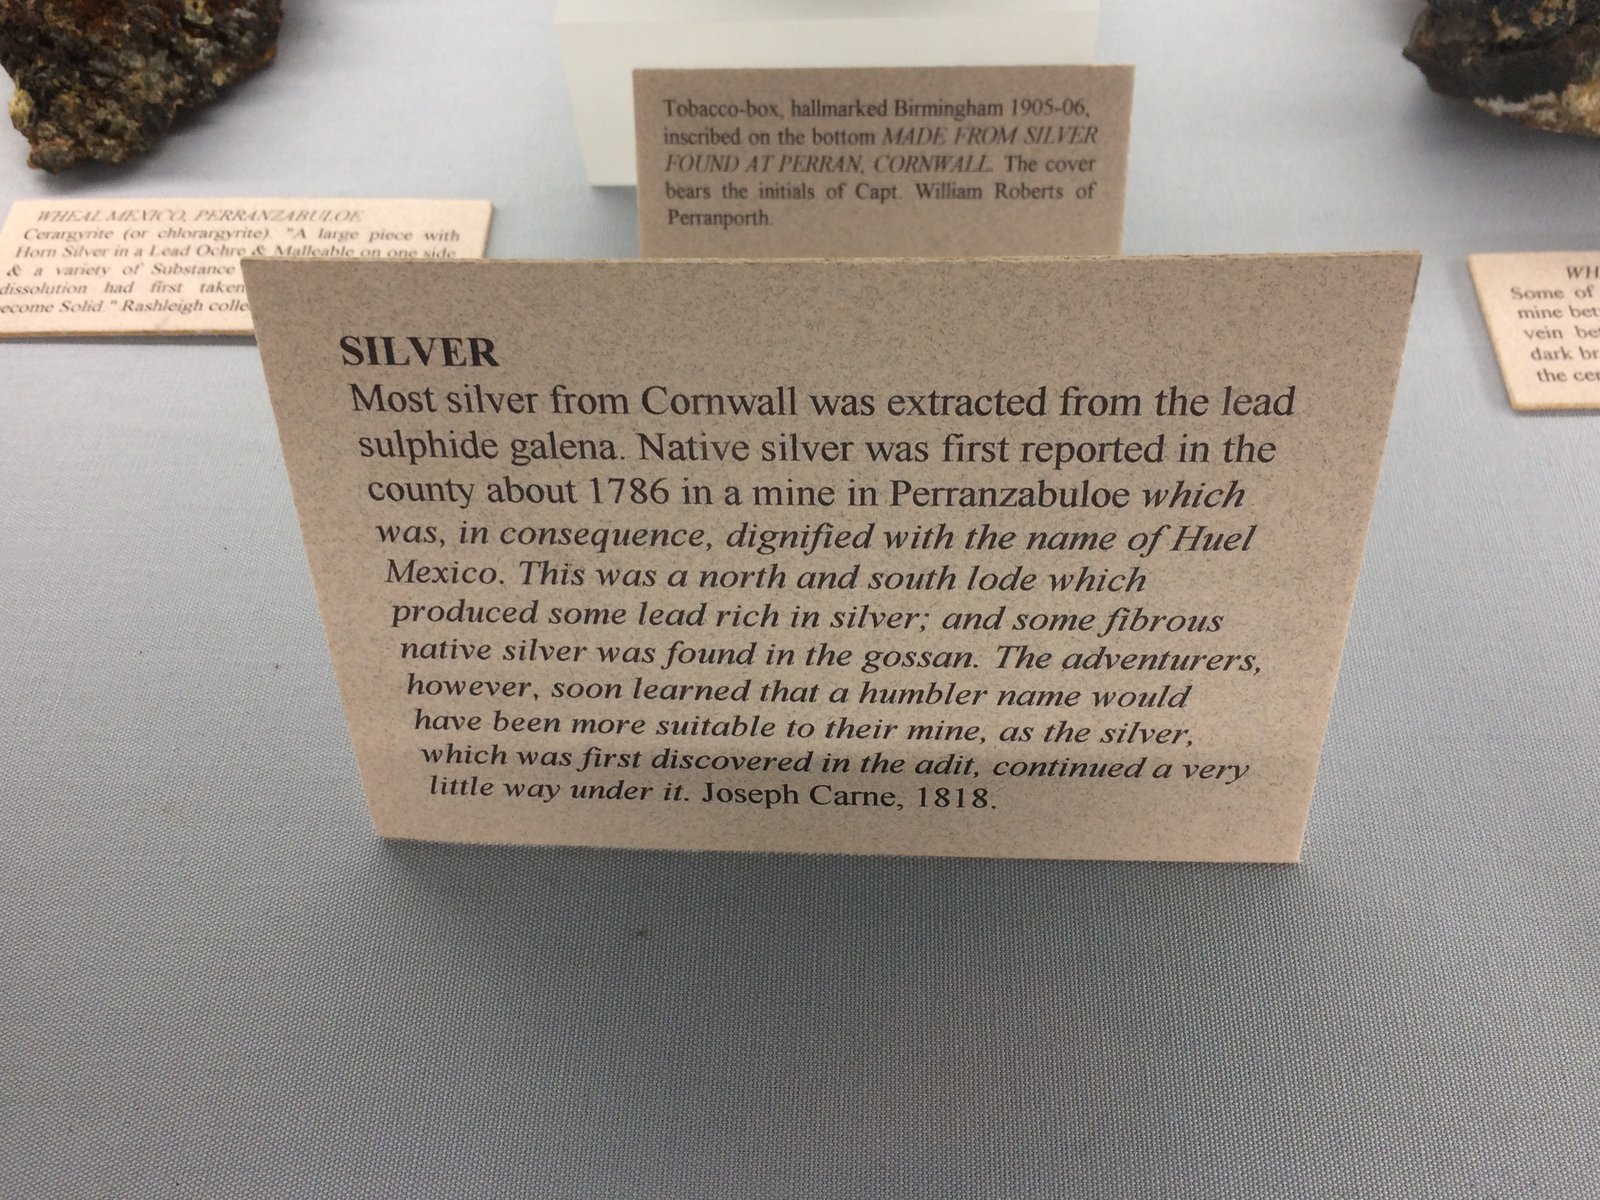 Tobacco-box, hallmarked Birmingham 1905-06,
inscribed on the bottom MADE FROM SILVER
FOUND AT PERRAN, CORNWALL. The cover
bears the initials of Capt. William Roberts of
Perranporth.
WHEAL MEXICO, PERRANZABULOE
Cerargyrite (or chlorargyrite). "A large piece with
Horn Silver in a Lead Ochre & Malleable on one side
& a variety of Substance
dissolution had first taken
become Solid." Rashleigh
SILVER
Most silver from Cornwall was extracted from the lead
sulphide galena. Native silver was first reported in the
county about 1786 in a mine in Perranzabuloe which
was, in consequence, dignified with the name of Huel
Mexico. This was a north and south lode which
produced some lead rich in silver; and some fibrous
native silver was found in the gossan. The adventurers,
however, soon learned that a humbler name would
have been more suitable to their mine, as the silver,
which was first discovered in the adit, continued a very
little way under it. Joseph Carne, 1818.
Some of
mine
vein
dark
the